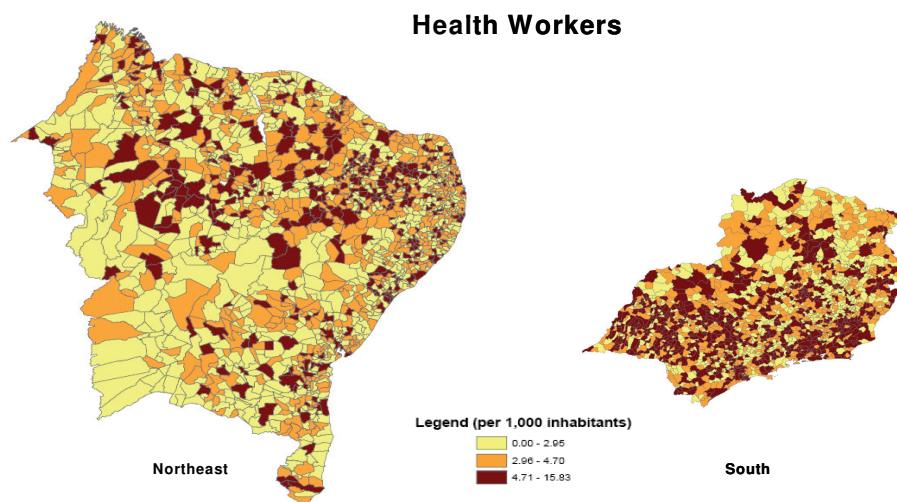 Health Workers
Legend (per 1,000 inhabitants)
0.00 - 2.95
2.96 - 4.70
4.71 - 15.83
Northeast
South